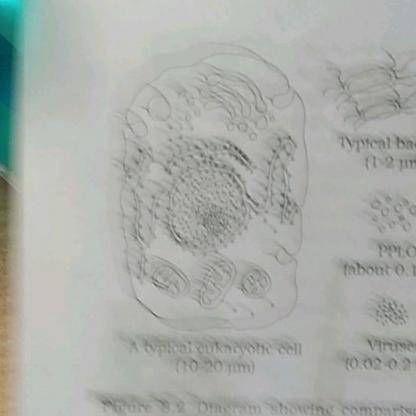 Typical bac
(1-2 μm
PPLO
(about 0.1
Viruses
(0.02-0.2
A typical eukaryotic cell
(10-20 μm)
Figure 8.2 Diagram showing compariso